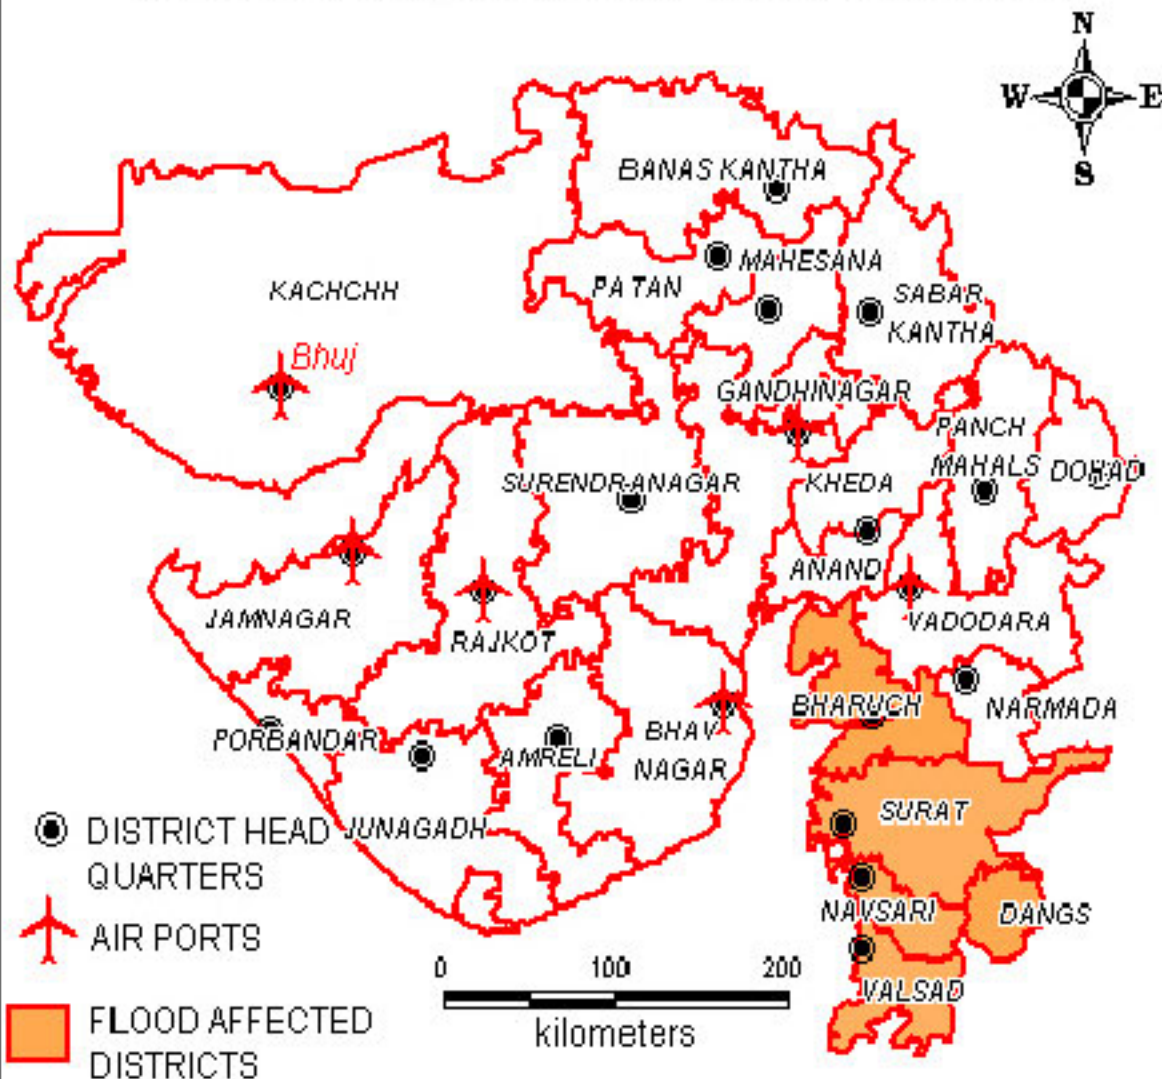 N
W E
S
BANAS KANTHA
MAHESANA
PATAN
KACHCHH
SABAR
KANTHA
Bhuj
GANDHINAGAR
PANCH
MAHALS
DOHAD
SURENDRANAGAR
KHEDA
ANAND
JAMNAGAR
VADODARA
RAJKOT
BHARUCH
NARMADA
PORBANDAR
BHAV
NAGAR
AMRELI
SURAT
JUNAGADH
NAVSARI
DANGS
VALSAD
DISTRICT HEAD
QUARTERS
AIR PORTS
FLOOD AFFECTED
DISTRICTS
0 100 200
kilometers